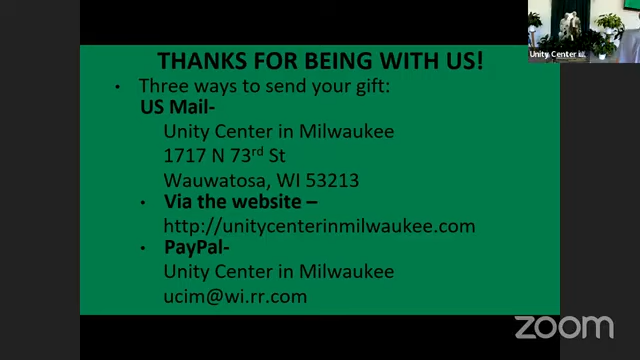 THANKS FOR BEING WITH US!
• Three ways to send your gift:
US Mail-
Unity Center in Milwaukee
1717 N 73rd St
Wauwatosa, WI 53213
• Via the website –
http://unitycenterinmilwaukee.com
• PayPal-
Unity Center in Milwaukee
ucim@wi.rr.com
Unity Center
zoom